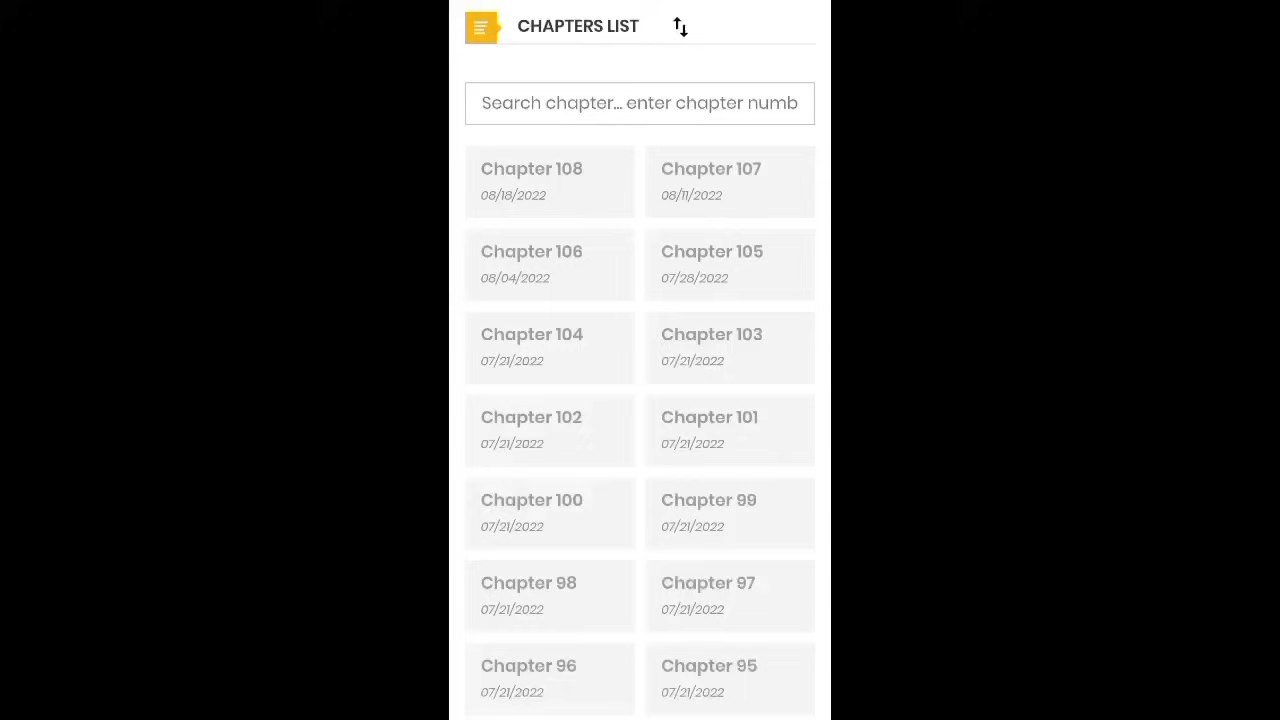 CHAPTERS LIST
Search chapter... enter chapter numb
Chapter 108
08/18/2022
Chapter 107
08/11/2022
Chapter 106
08/04/2022
Chapter 105
07/28/2022
Chapter 104
07/21/2022
Chapter 103
07/21/2022
Chapter 102
07/21/2022
Chapter 101
07/21/2022
Chapter 100
07/21/2022
Chapter 99
07/21/2022
Chapter 98
07/21/2022
Chapter 97
07/21/2022
Chapter 96
07/21/2022
Chapter 95
07/21/2022